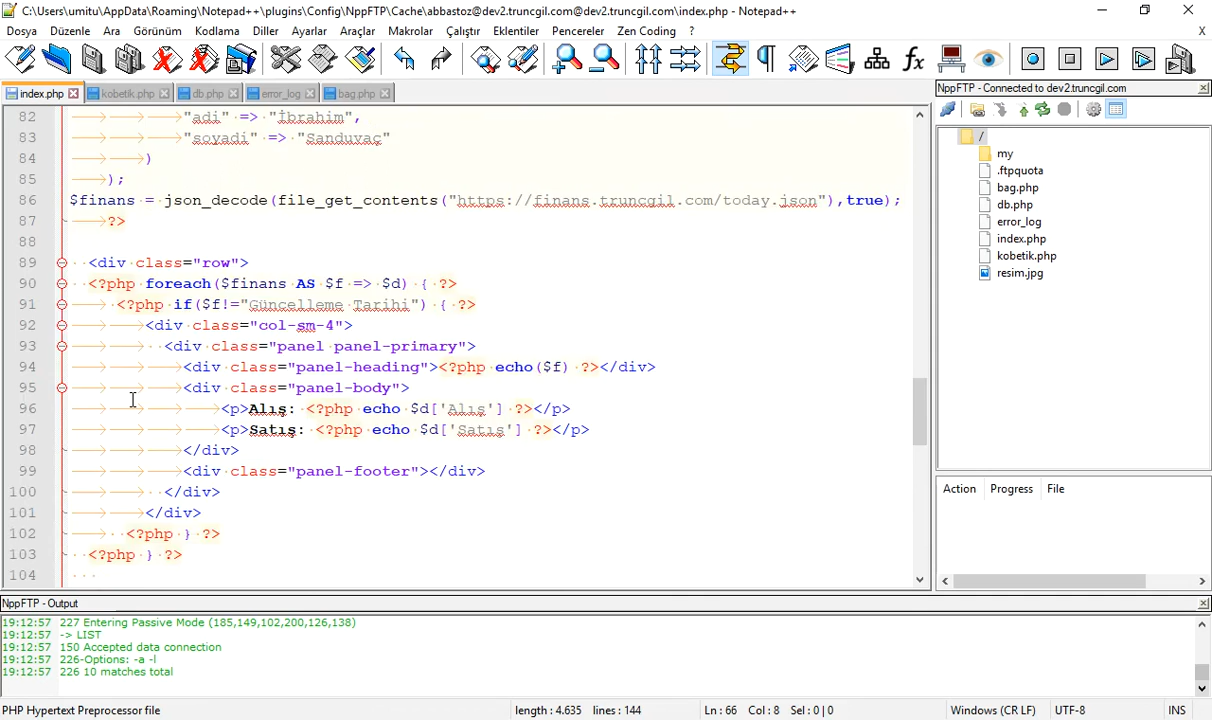 C:\Users\umitu\AppData\Roaming\Notepad++\plugins\Config\NppFTP\Cache\abbastoz@dev2.truncgil.com@dev2.truncgil.com\index.php - Notepad++
Dosya Düzenle Ara Görünüm Kodlama Diller Ayarlar Araçlar Makrolar Çalıştır Eklentiler Pencereler Zen Coding ? X
index.php kobetik.php db.php error_log bag.php
NppFTP - Connected to dev2.truncgil.com
82 "adi" => "İbrahim",
83 "soyadi" => "Sanduvaç"
84 )
85 );
86 $finans = json_decode(file_get_contents("https://finans.truncgil.com/today.json"),true);
87 ?>
88
89 <div class="row">
90 <?php foreach($finans AS $f => $d) { ?>
91 <?php if($f!="Güncelleme Tarihi") { ?>
92 <div class="col-sm-4">
93 <div class="panel panel-primary">
94 <div class="panel-heading"><?php echo($f) ?></div>
95 <div class="panel-body">
96 <p>Alış: <?php echo $d['Alış'] ?></p>
97 <p>Satış: <?php echo $d['Satış'] ?></p>
98 </div>
99 <div class="panel-footer"></div>
100 </div>
101 </div>
102 <?php } ?>
103 <?php } ?>
104
/
my
.ftpquota
bag.php
db.php
error_log
index.php
kobetik.php
resim.jpg
Action Progress File
NppFTP - Output
19:12:57 227 Entering Passive Mode (185,149,102,200,126,138)
19:12:57 -> LIST
19:12:57 150 Accepted data connection
19:12:57 226-Options: -a -l
19:12:57 226 10 matches total
PHP Hypertext Preprocessor file length : 4.635 lines : 144 Ln : 66 Col : 8 Sel : 0 | 0 Windows (CR LF) UTF-8 INS